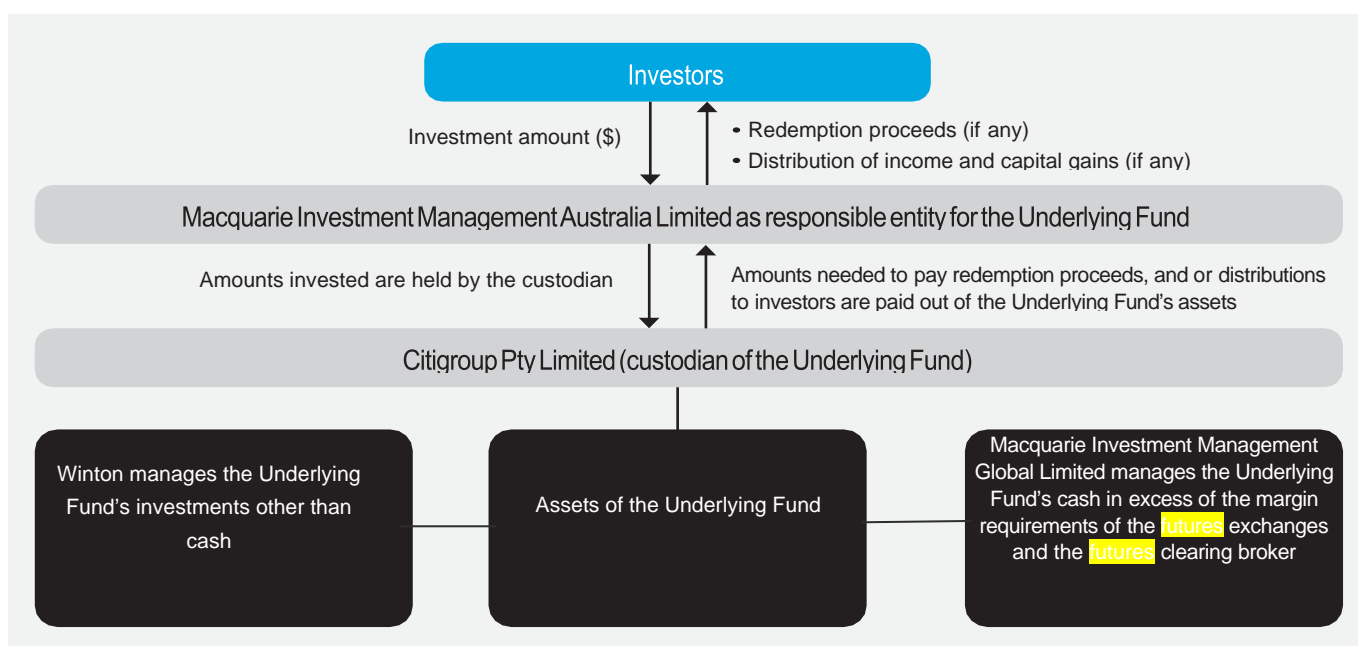 Investors
Investment amount ($)
• Redemption proceeds (if any)
• Distribution of income and capital gains (if any)
Macquarie Investment Management Australia Limited as responsible entity for the Underlying Fund
Amounts invested are held by the custodian
Amounts needed to pay redemption proceeds, and or distributions
to investors are paid out of the Underlying Fund's assets
Citigroup Pty Limited (custodian of the Underlying Fund)
Winton manages the Underlying
Fund's investments other than
cash
Assets of the Underlying Fund
Macquarie Investment Management
Global Limited manages the Underlying
Fund's cash in excess of the margin
requirements of the futures exchanges
and the futures clearing broker